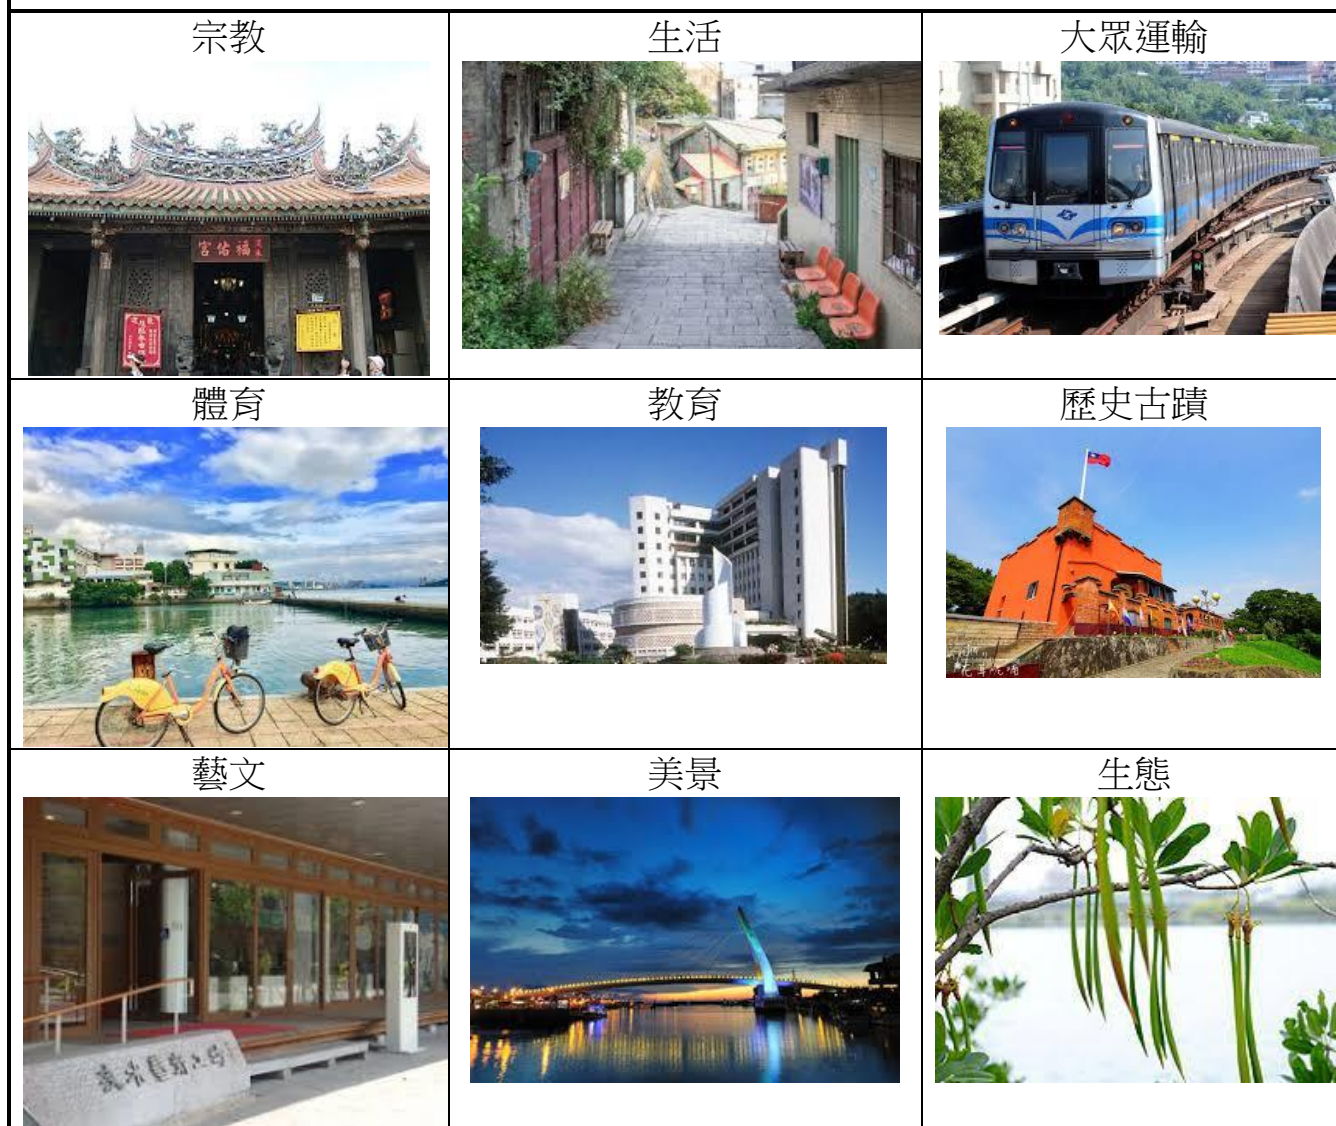 宗教
生活
大眾運輸
福佑宮
體育
教育
歷史古蹟
藝文
美景
生態